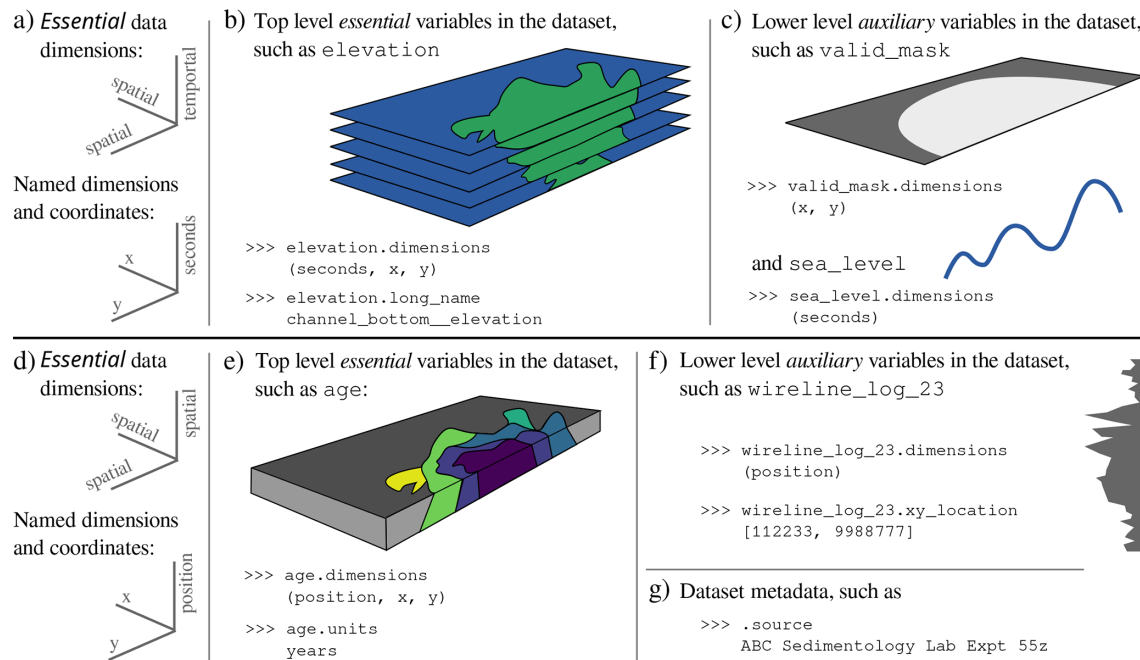 a) Essential data
dimensions:
spatial
spatial
temportal
Named dimensions
and coordinates:
x
y
seconds
b) Top level essential variables in the dataset,
such as elevation
>>> elevation.dimensions
(seconds, x, y)
>>> elevation.long_name
channel_bottom__elevation
c) Lower level auxiliary variables in the dataset,
such as valid_mask
>>> valid_mask.dimensions
(x, y)
and sea_level
>>> sea_level.dimensions
(seconds)
d) Essential data
dimensions:
spatial
spatial
spatial
Named dimensions
and coordinates:
x
y
position
e) Top level essential variables in the dataset,
such as age:
>>> age.dimensions
(position, x, y)
>>> age.units
years
f) Lower level auxiliary variables in the dataset,
such as wireline_log_23
>>> wireline_log_23.dimensions
(position)
>>> wireline_log_23.xy_location
[112233, 9988777]
g) Dataset metadata, such as
>>> .source
ABC Sedimentology Lab Expt 55z